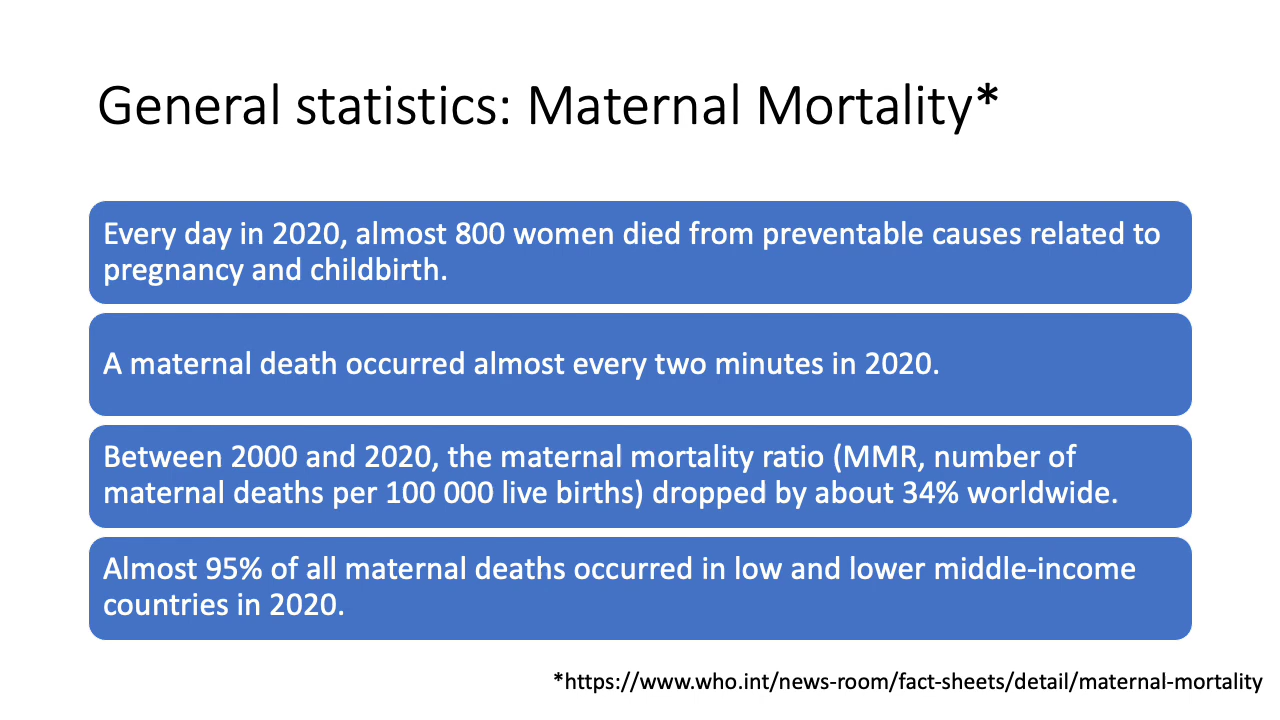 General statistics: Maternal Mortality*
Every day in 2020, almost 800 women died from preventable causes related to
pregnancy and childbirth.
A maternal death occurred almost every two minutes in 2020.
Between 2000 and 2020, the maternal mortality ratio (MMR, number of
maternal deaths per 100 000 live births) dropped by about 34% worldwide.
Almost 95% of all maternal deaths occurred in low and lower middle-income
countries in 2020.
*https://www.who.int/news-room/fact-sheets/detail/maternal-mortality